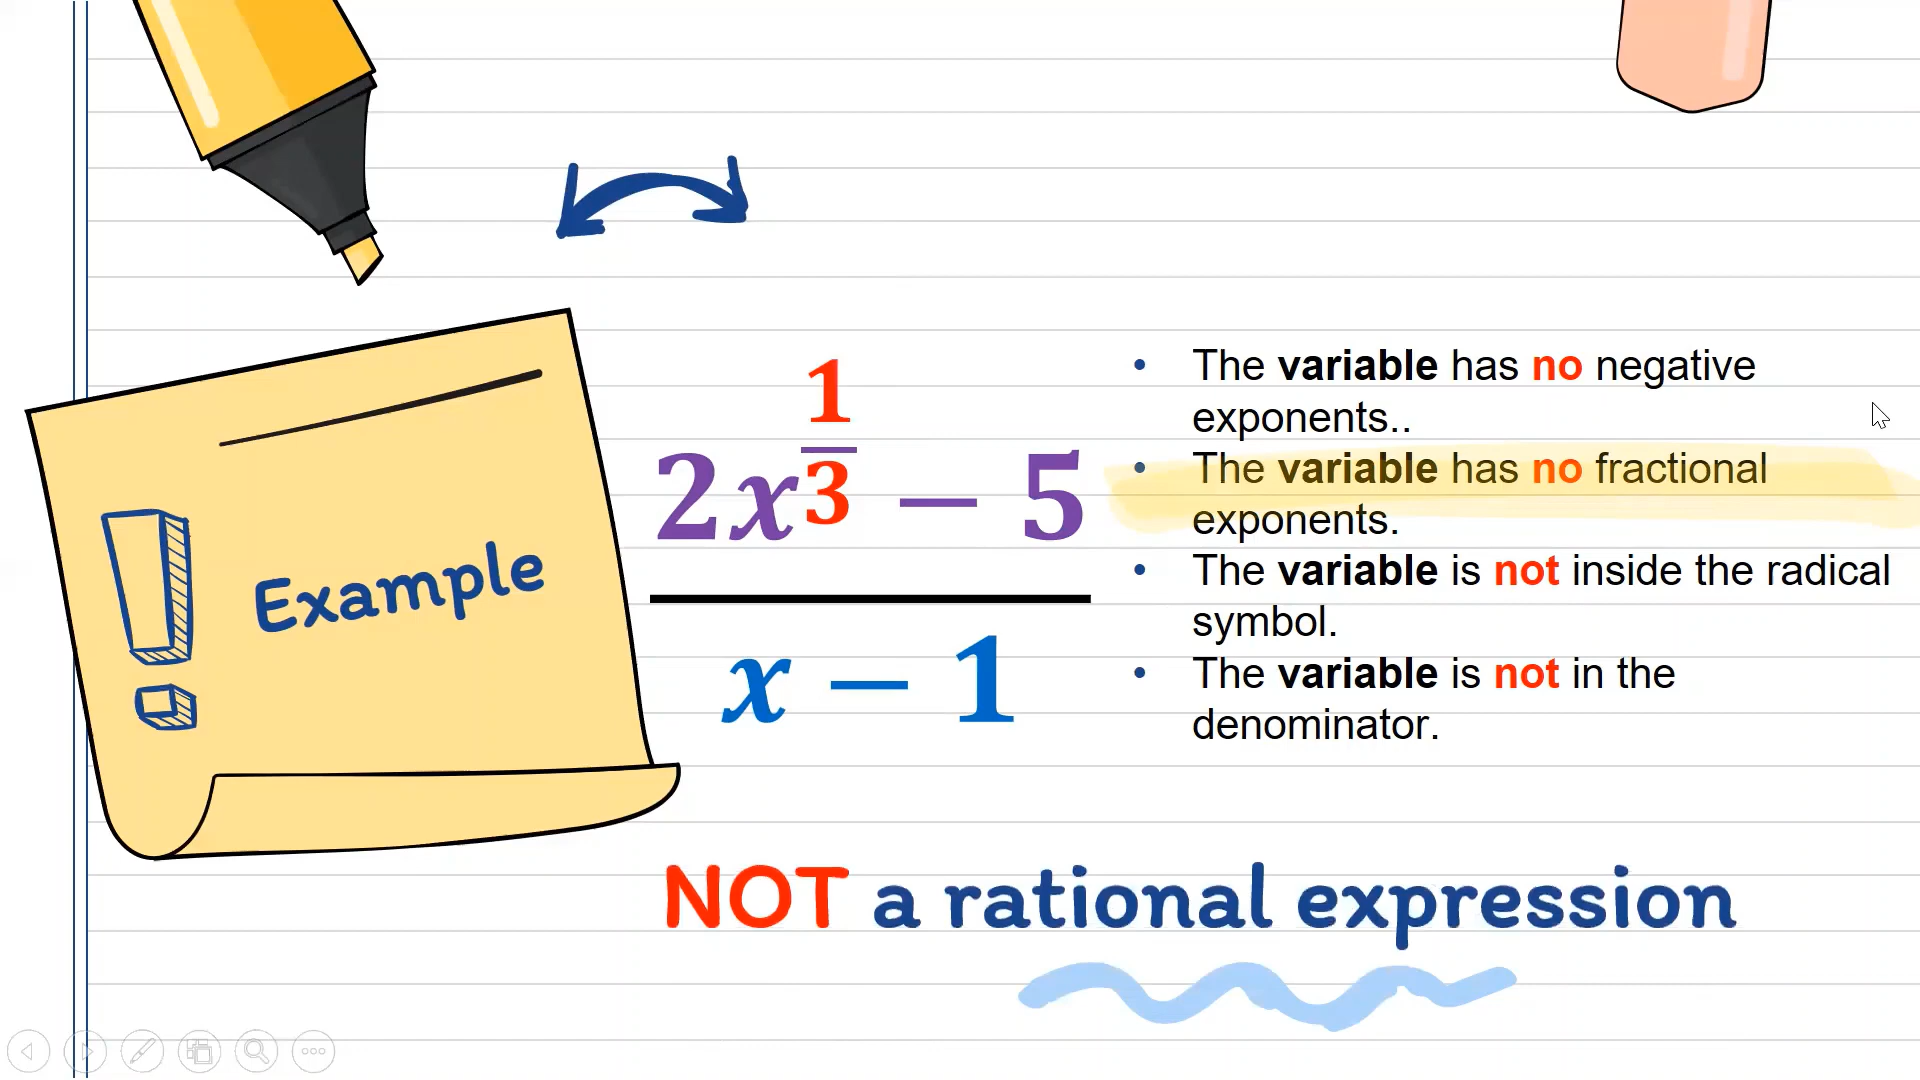 Example
2x^{\frac{1}{3}} − 5
x − 1
• The variable has no negative
exponents..
• The variable has no fractional
exponents.
• The variable is not inside the radical
symbol.
• The variable is not in the
denominator.
NOT a rational expression